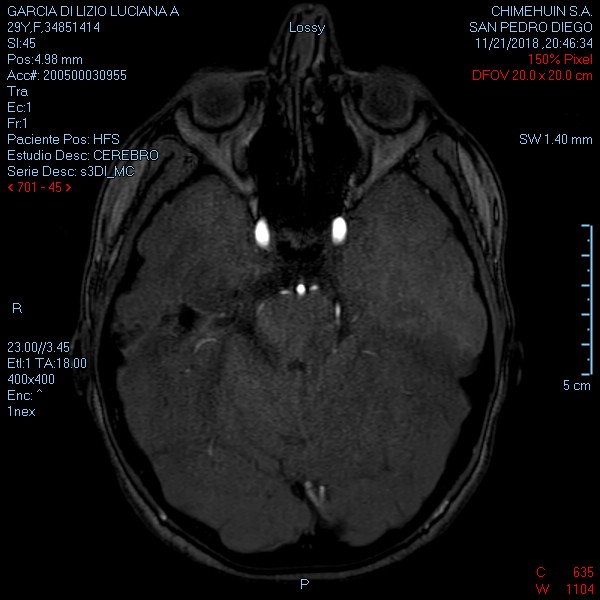 GARCIA DI LIZIO LUCIANA A
29Y,F,34851414
Sl:45
Pos:4.98 mm
Acc#: 200500030955
Tra
Ec:1
Fr:1
Paciente Pos: HFS
Estudio Desc: CEREBRO
Serie Desc: s3DI_MC
< 701 - 45 >
Lossy
CHIMEHUIN S.A.
SAN PEDRO DIEGO
11/21/2018 ,20:46:34
150% Pixel
DFOV 20.0 x 20.0 cm
SW 1.40 mm
R
23.00//3.45
Etl:1 TA:18.00
400x400
Enc: ^
1nex
5 cm
P
C 635
W 1104